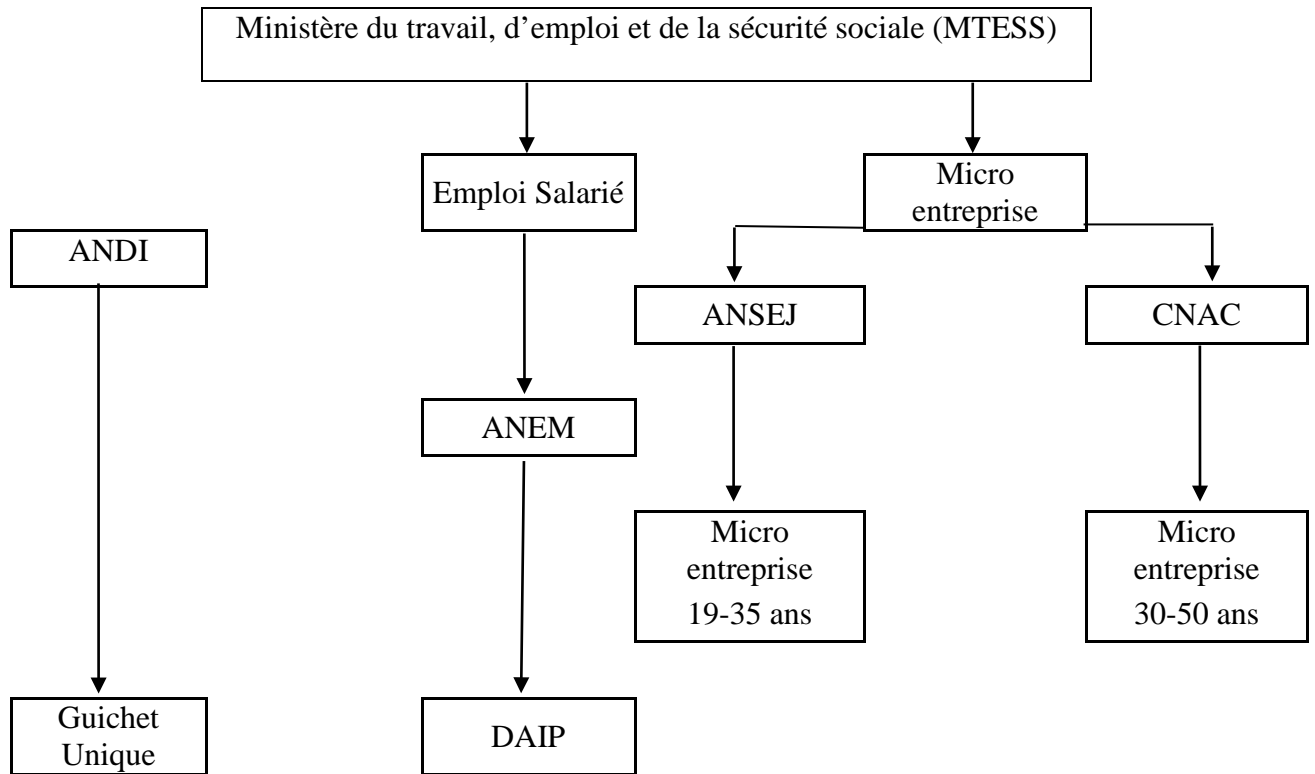 Ministère du travail, d'emploi et de la sécurité sociale (MTESS)
Emploi Salarié
Micro
entreprise
ANDI
ANSEJ
CNAC
ANEM
Micro
entreprise
19-35 ans
Micro
entreprise
30-50 ans
Guichet
Unique
DAIP